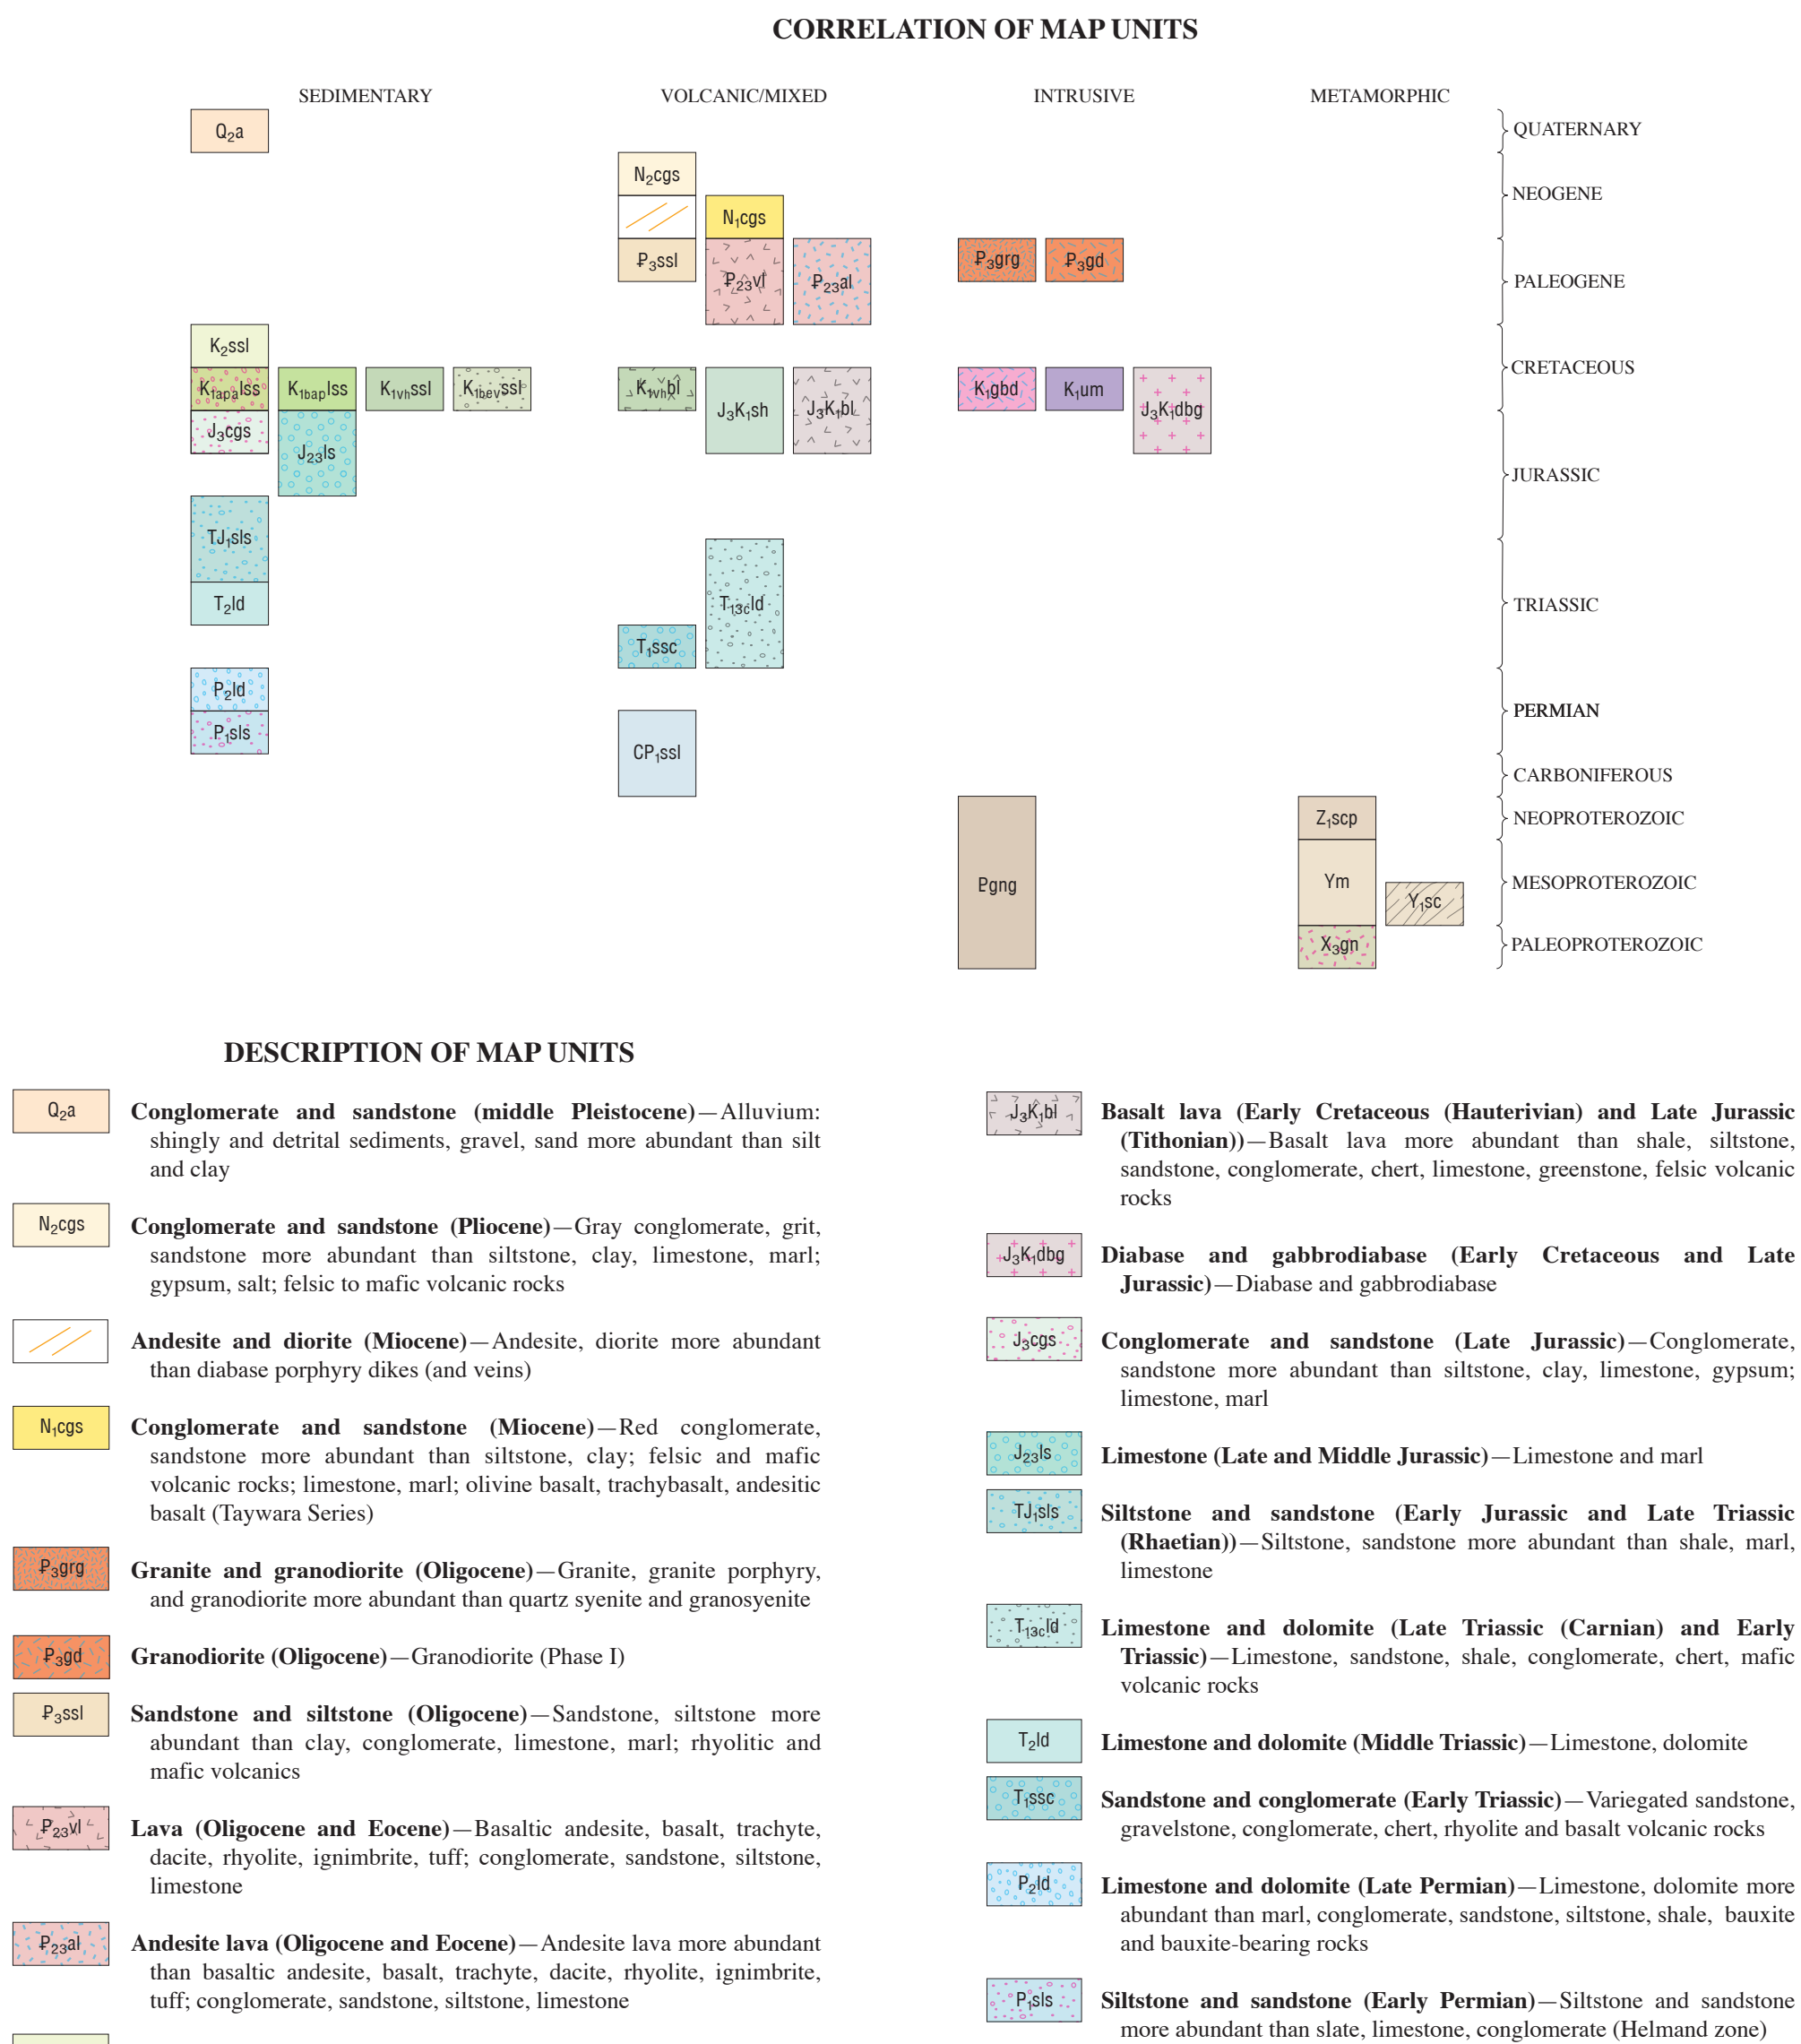 CORRELATION OF MAP UNITS
SEDIMENTARY VOLCANIC/MIXED INTRUSIVE METAMORPHIC
Q2a QUATERNARY
N2cgs
NEOGENE
N1cgs
Ᵽ3ssl Ᵽ23vl Ᵽ23al Ᵽ3grg Ᵽ3gd
PALEOGENE
K2ssl
CRETACEOUS
K1apalss K1baplss K1vhssl K1bevssl K1vhbl J3K1sh J3K1bl K1gbd K1um J3K1dbg
J3cgs J23ls
JURASSIC
TJ1sls
T2ld T13cld TRIASSIC
T1ssc
P2ld
PERMIAN
P1sls
CP1ssl
CARBONIFEROUS
Z1scp NEOPROTEROZOIC
Ᵽgng Ym MESOPROTEROZOIC
Y1sc
X3gn PALEOPROTEROZOIC
DESCRIPTION OF MAP UNITS
Q2a Conglomerate and sandstone (middle Pleistocene)—Alluvium:
shingly and detrital sediments, gravel, sand more abundant than silt
and clay
N2cgs Conglomerate and sandstone (Pliocene)—Gray conglomerate, grit,
sandstone more abundant than siltstone, clay, limestone, marl;
gypsum, salt; felsic to mafic volcanic rocks
Andesite and diorite (Miocene)—Andesite, diorite more abundant
than diabase porphyry dikes (and veins)
N1cgs Conglomerate and sandstone (Miocene)—Red conglomerate,
sandstone more abundant than siltstone, clay; felsic and mafic
volcanic rocks; limestone, marl; olivine basalt, trachybasalt, andesitic
basalt (Taywara Series)
Ᵽ3grg Granite and granodiorite (Oligocene)—Granite, granite porphyry,
and granodiorite more abundant than quartz syenite and granosyenite
Ᵽ3gd Granodiorite (Oligocene)—Granodiorite (Phase I)
Ᵽ3ssl Sandstone and siltstone (Oligocene)—Sandstone, siltstone more
abundant than clay, conglomerate, limestone, marl; rhyolitic and
mafic volcanics
Ᵽ23vl Lava (Oligocene and Eocene)—Basaltic andesite, basalt, trachyte,
dacite, rhyolite, ignimbrite, tuff; conglomerate, sandstone, siltstone,
limestone
Ᵽ23al Andesite lava (Oligocene and Eocene)—Andesite lava more abundant
than basaltic andesite, basalt, trachyte, dacite, rhyolite, ignimbrite,
tuff; conglomerate, sandstone, siltstone, limestone
J3K1bl Basalt lava (Early Cretaceous (Hauterivian) and Late Jurassic
(Tithonian))—Basalt lava more abundant than shale, siltstone,
sandstone, conglomerate, chert, limestone, greenstone, felsic volcanic
rocks
J3K1dbg Diabase and gabbrodiabase (Early Cretaceous and Late
Jurassic)—Diabase and gabbrodiabase
J3cgs Conglomerate and sandstone (Late Jurassic)—Conglomerate,
sandstone more abundant than siltstone, clay, limestone, gypsum;
limestone, marl
J23ls Limestone (Late and Middle Jurassic)—Limestone and marl
TJ1sls Siltstone and sandstone (Early Jurassic and Late Triassic
(Rhaetian))—Siltstone, sandstone more abundant than shale, marl,
limestone
T13cld Limestone and dolomite (Late Triassic (Carnian) and Early
Triassic)—Limestone, sandstone, shale, conglomerate, chert, mafic
volcanic rocks
T2ld Limestone and dolomite (Middle Triassic)—Limestone, dolomite
T1ssc Sandstone and conglomerate (Early Triassic)—Variegated sandstone,
gravelstone, conglomerate, chert, rhyolite and basalt volcanic rocks
P2ld Limestone and dolomite (Late Permian)—Limestone, dolomite more
abundant than marl, conglomerate, sandstone, siltstone, shale, bauxite
and bauxite-bearing rocks
P1sls Siltstone and sandstone (Early Permian)—Siltstone and sandstone
more abundant than slate, limestone, conglomerate (Helmand zone)